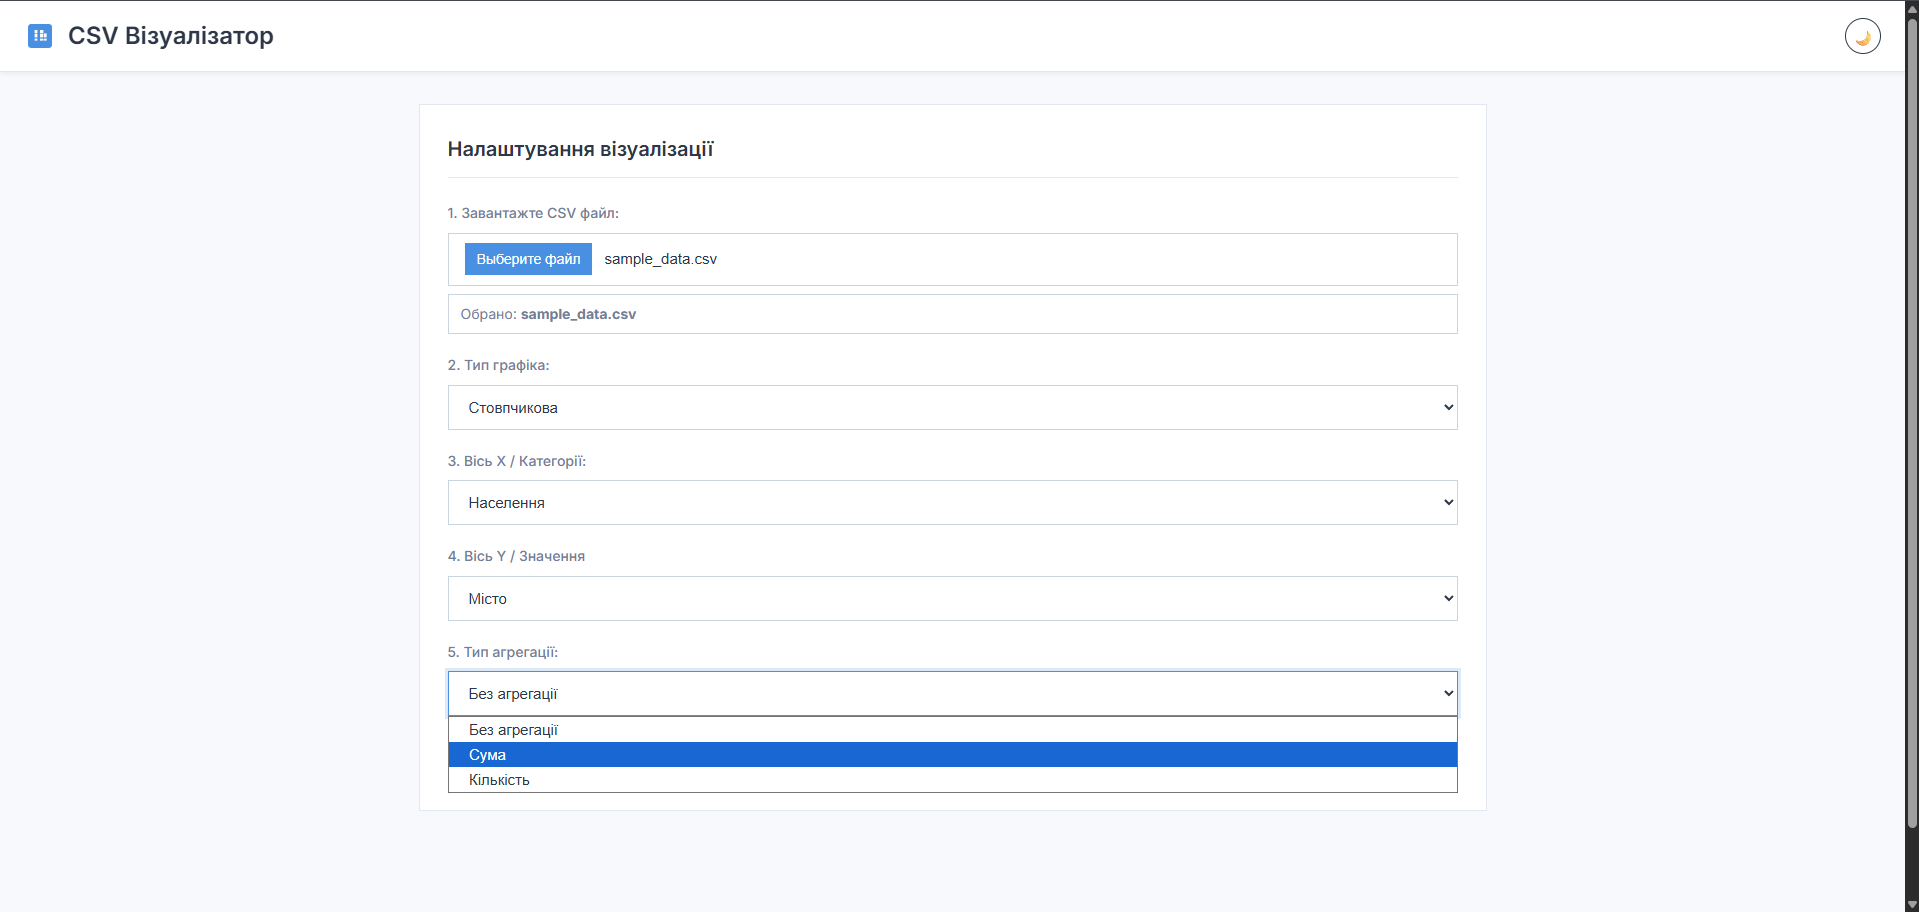 CSV Візуалізатор
Налаштування візуалізації
1. Завантажте CSV файл:
Выберите файл sample_data.csv
Обрано: sample_data.csv
2. Тип графіка:
Стовпчикова
3. Вісь X / Категорії:
Населення
4. Вісь Y / Значення
Місто
5. Тип агрегації:
Без агрегації
Без агрегації
Сума
Кількість